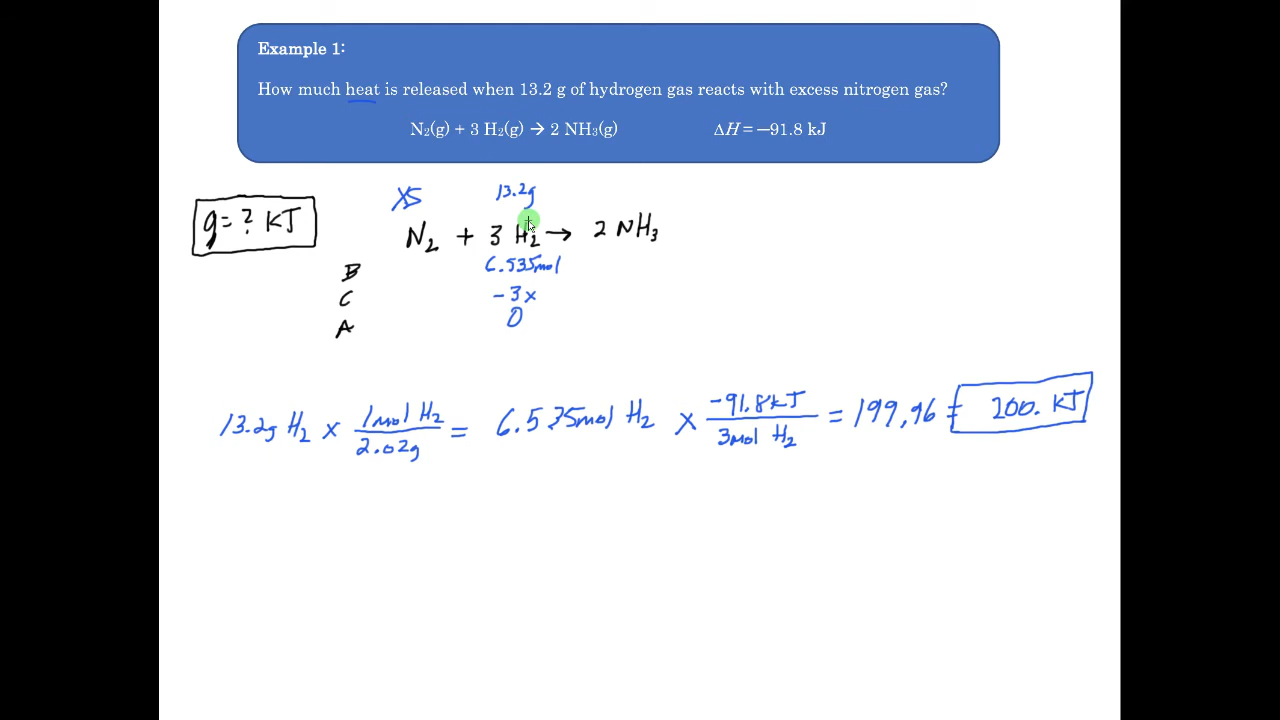 Example 1:
How much heat is released when 13.2 g of hydrogen gas reacts with excess nitrogen gas?
N₂(g) + 3 H₂(g) → 2 NH₃(g) ΔH = –91.8 kJ
XS 13.2g
q = ? KJ
N₂ + 3 H₂ → 2 NH₃
B 6.535mol
C - 3x
A 0
13.2g H₂ x 1mol H₂ / 2.02g = 6.535mol H₂ x -91.8kJ / 3mol H₂ = 199.96 = 200. KJ